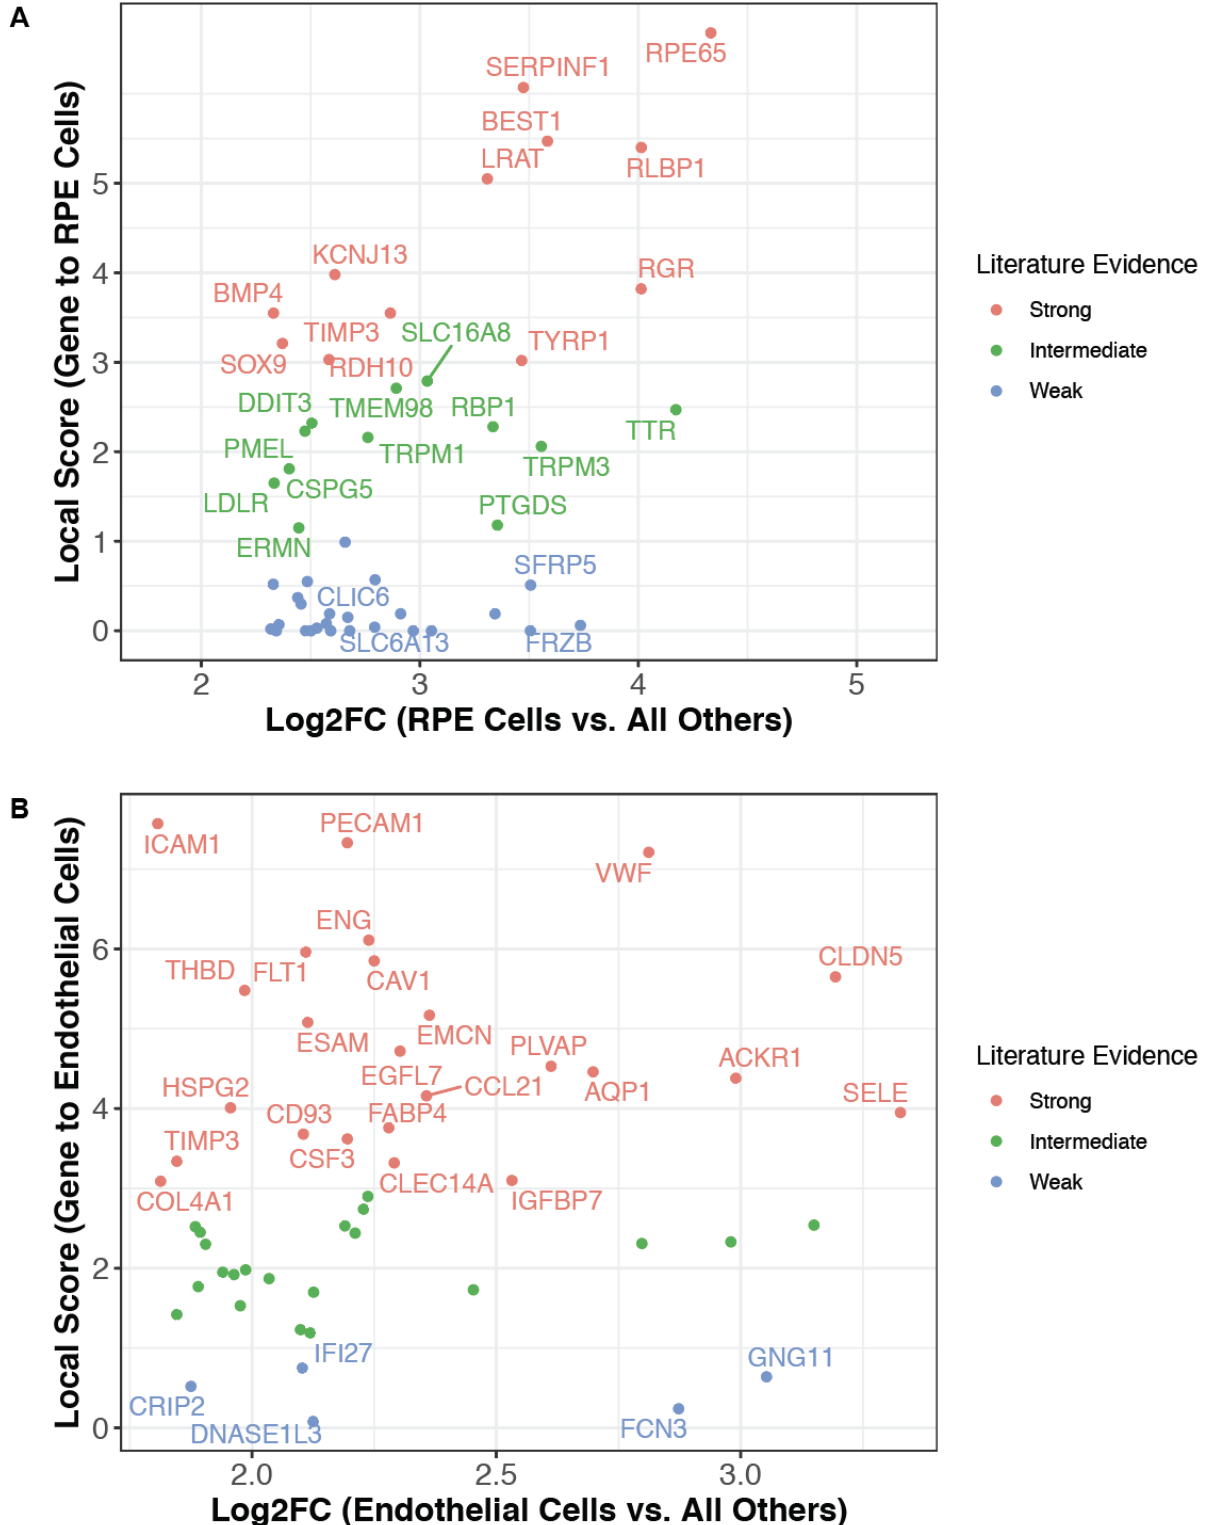 A
RPE65
SERPINF1
BEST1
LRAT
RLBP1
KCNJ13
RGR
BMP4
TIMP3
SLC16A8
TYRP1
SOX9
RDH10
DDIT3
TMEM98
RBP1
TTR
PMEL
TRPM1
TRPM3
LDLR
CSPG5
PTGDS
ERMN
SFRP5
CLIC6
SLC6A13
FRZB
5
4
3
2
1
0
2
3
4
5
Local Score (Gene to RPE Cells)
Log2FC (RPE Cells vs. All Others)
Literature Evidence
Strong
Intermediate
Weak
B
ICAM1
PECAM1
VWF
ENG
CLDN5
THBD
FLT1
CAV1
ESAM
EMCN
PLVAP
ACKR1
EGFL7
CCL21
AQP1
SELE
HSPG2
CD93
FABP4
TIMP3
CSF3
CLEC14A
IGFBP7
COL4A1
IFI27
GNG11
CRIP2
DNASE1L3
FCN3
6
4
2
0
2.0
2.5
3.0
Local Score (Gene to Endothelial Cells)
Log2FC (Endothelial Cells vs. All Others)
Literature Evidence
Strong
Intermediate
Weak